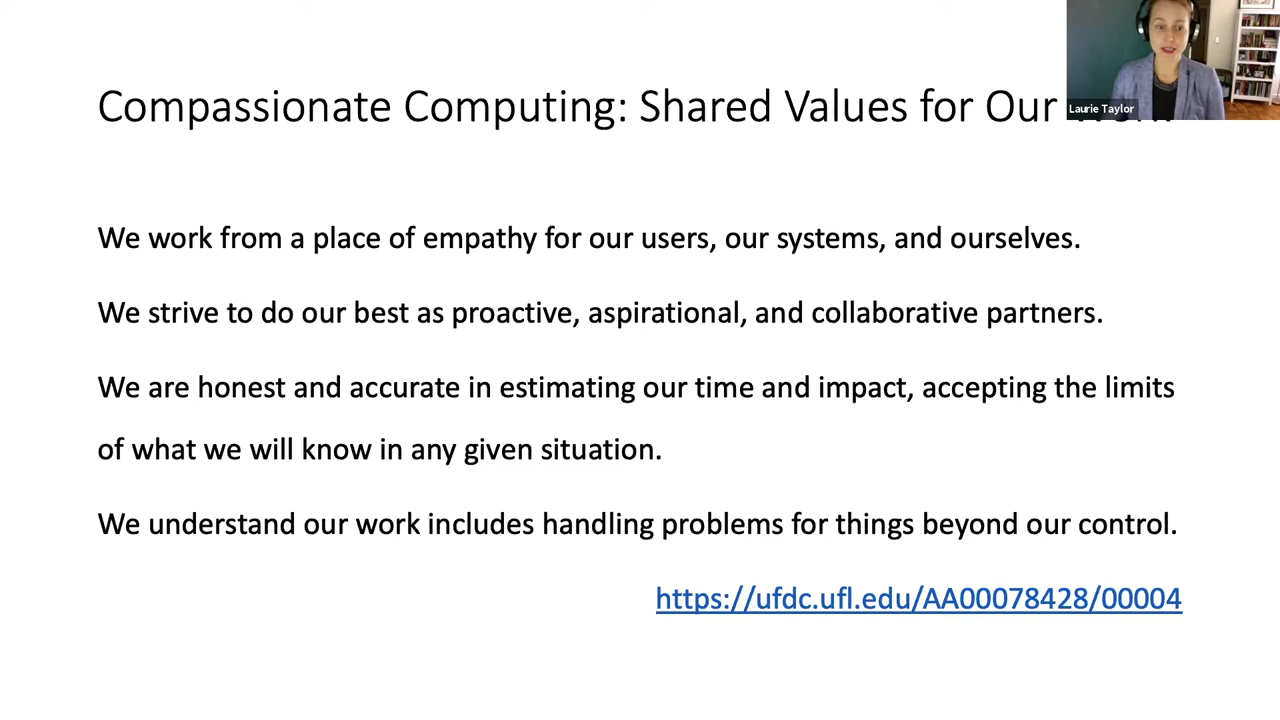 Compassionate Computing: Shared Values for Our
Laurie Taylor
We work from a place of empathy for our users, our systems, and ourselves.
We strive to do our best as proactive, aspirational, and collaborative partners.
We are honest and accurate in estimating our time and impact, accepting the limits
of what we will know in any given situation.
We understand our work includes handling problems for things beyond our control.
https://ufdc.ufl.edu/AA00078428/00004